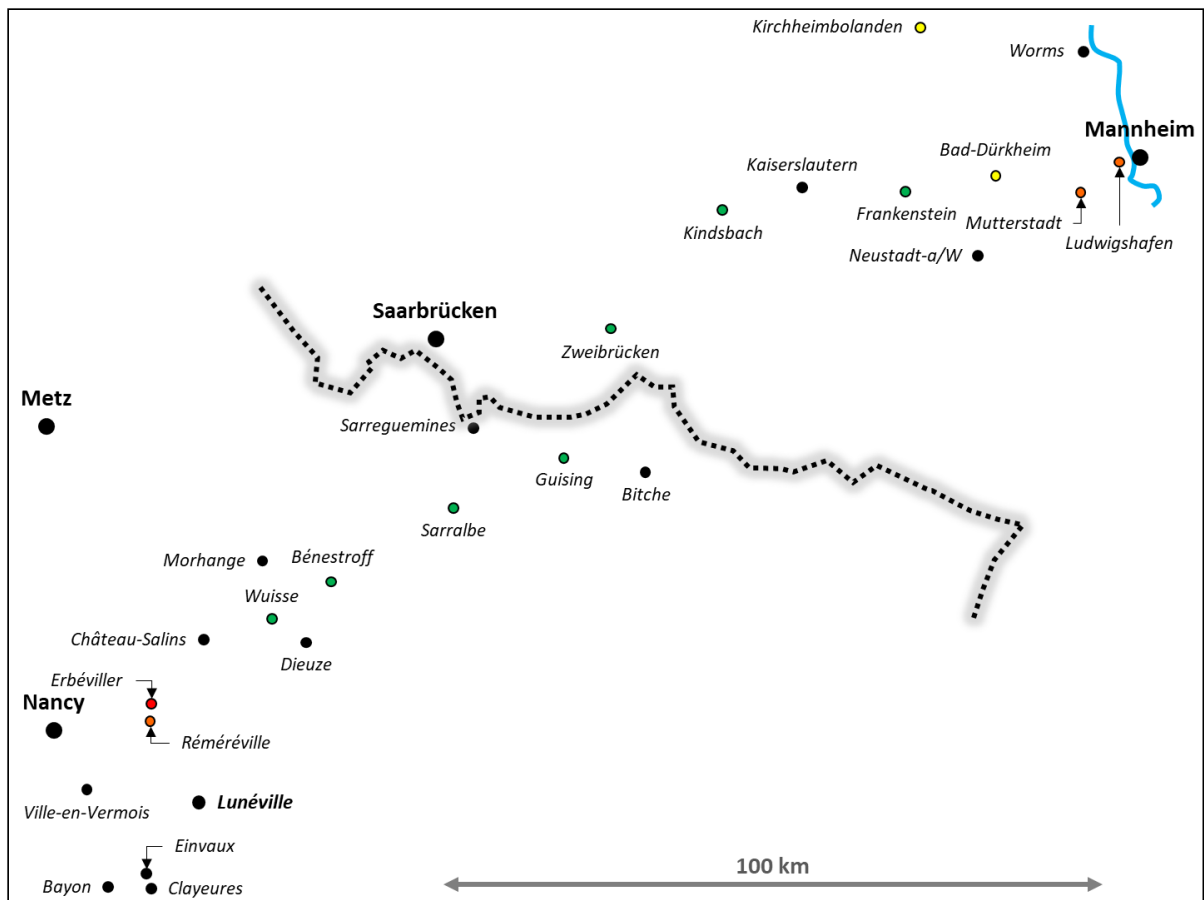 Kirchheimbolanden
Worms
Mannheim
Bad-Dürkheim
Kaiserslautern
Frankenstein
Mutterstadt
Kindsbach
Ludwigshafen
Neustadt-a/W
Saarbrücken
Zweibrücken
Metz
Sarreguemines
Guising
Bitche
Sarralbe
Morhange
Bénestroff
Wuisse
Château-Salins
Dieuze
Erbéviller
Nancy
Réméréville
Ville-en-Vermois
Lunéville
Einvaux
100 km
Bayon
Clayeures